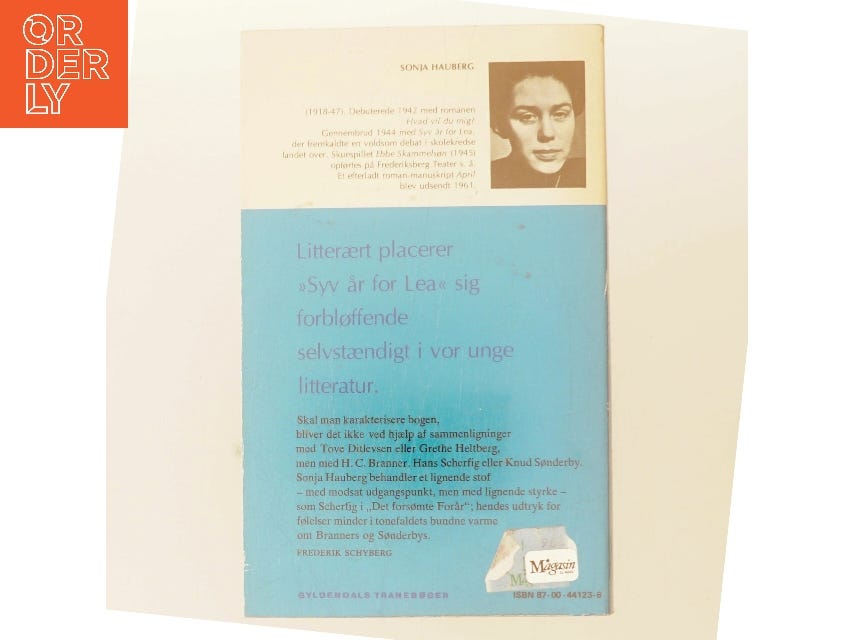 OR
DER
LY
SONJA HAUBERG
(1918-47). Debuterede 1942 med romanen
Hvad vil du mig?
Gennembrud 1944 med Syv år for Lea,
der fremkaldte en voldsom debat i skolekredse
landet over. Skuespillet Ebbe Skammelsøn (1945)
opførtes på Frederiksberg Teater s. å.
Et efterladt roman-manuskript April
blev udsendt 1961.
Litterært placerer
»Syv år for Lea« sig
forbløffende
selvstændigt i vor unge
litteratur.
Skal man karakterisere bogen,
bliver det ikke ved hjælp af sammenligninger
med Tove Ditlevsen eller Grethe Heltberg,
men med H. C. Branner, Hans Scherfig eller Knud Sønderby.
Sonja Hauberg behandler et lignende stof
– med modsat udgangspunkt, men med lignende styrke –
som Scherfig i „Det forsømte Forår“; hendes udtryk for
følelser minder i tonefaldets bundne varme
om Branners og Sønderbys.
FREDERIK SCHYBERG
Magasin
GYLDENDALS TRANEBØGER
ISBN 87-00-44123-6